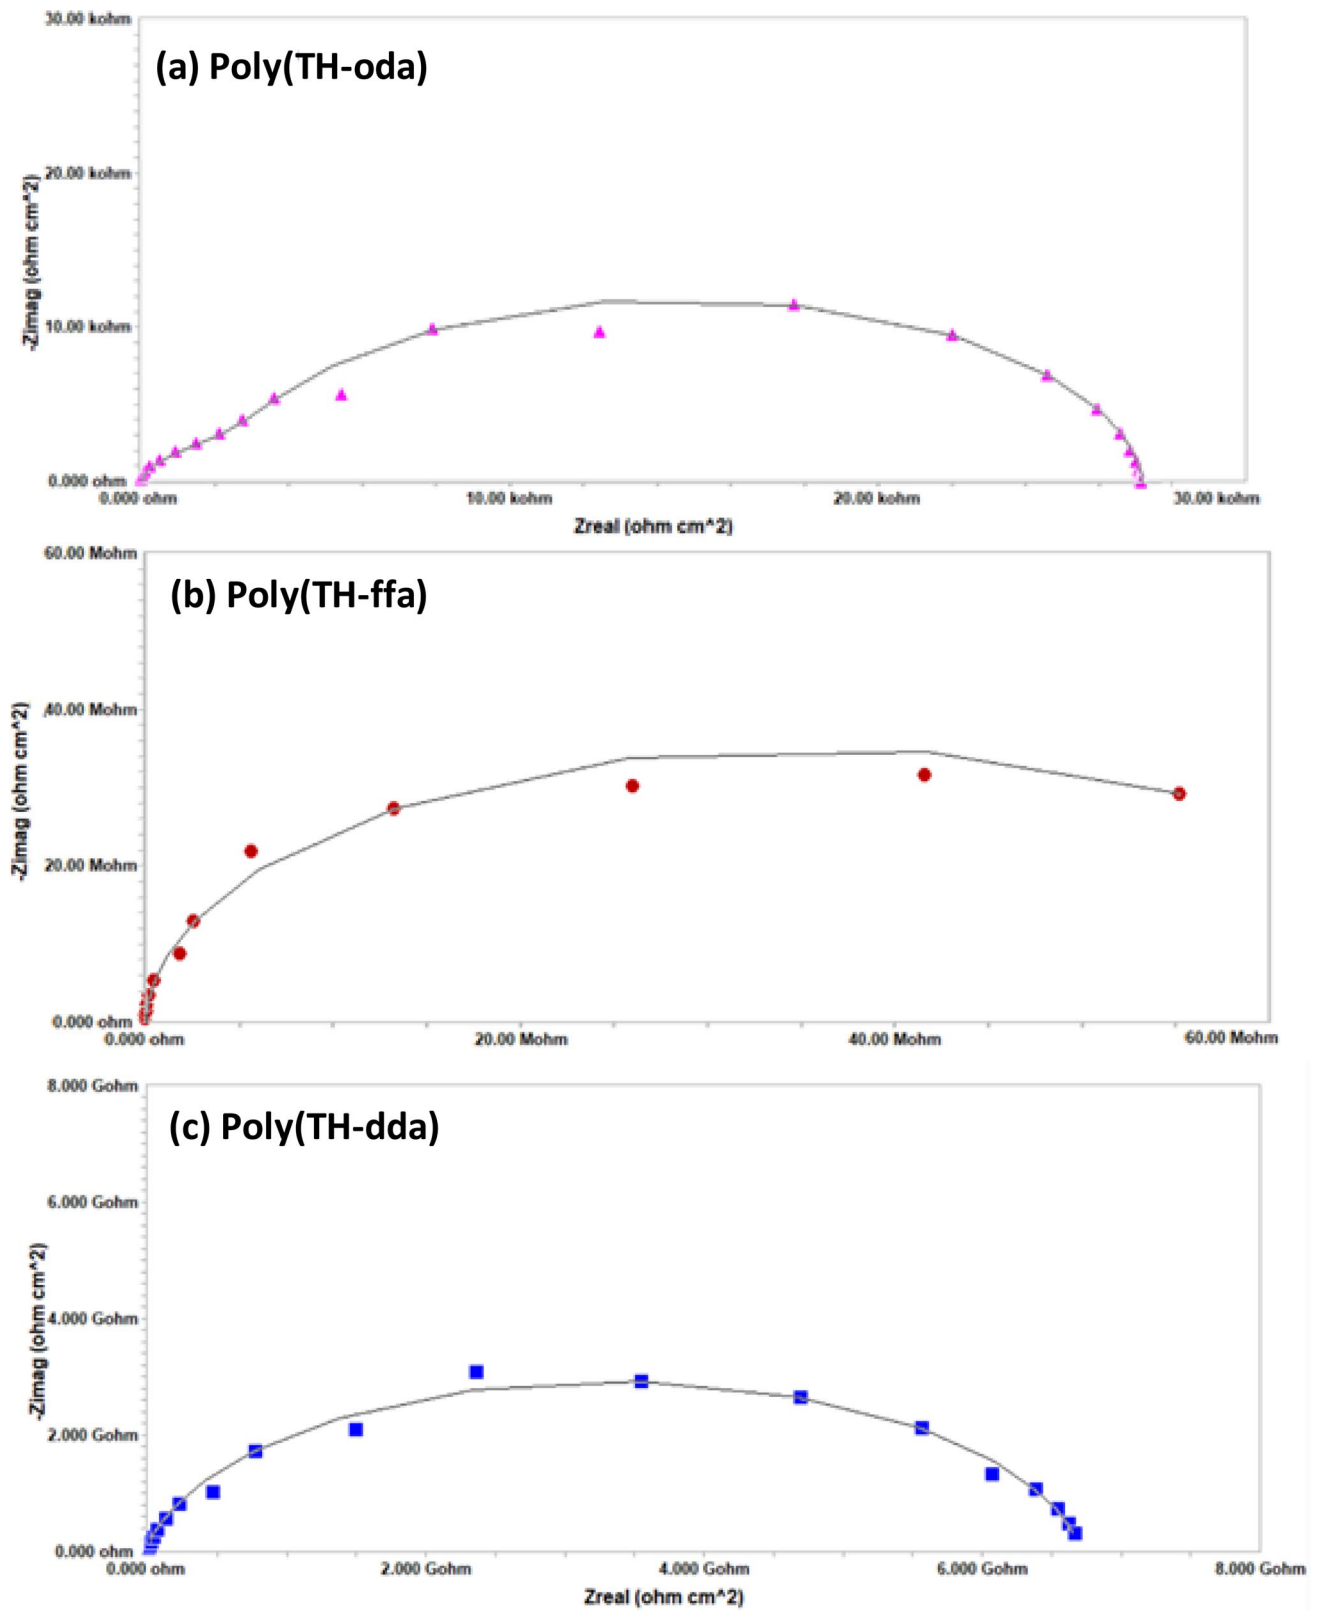 30.00 kohm
(a) Poly(TH-oda)
20.00 kohm
-Zimag (ohm cm^2)
10.00 kohm
0.000 ohm
0.000 ohm 10.00 kohm 20.00 kohm 30.00 kohm
Zreal (ohm cm^2)
60.00 Mohm
(b) Poly(TH-ffa)
40.00 Mohm
-Zimag (ohm cm^2)
20.00 Mohm
0.000 ohm
0.000 ohm 20.00 Mohm 40.00 Mohm 60.00 Mohm
8.000 Gohm
(c) Poly(TH-dda)
6.000 Gohm
-Zimag (ohm cm^2)
4.000 Gohm
2.000 Gohm
0.000 ohm
0.000 ohm 2.000 Gohm 4.000 Gohm 6.000 Gohm 8.000 Gohm
Zreal (ohm cm^2)